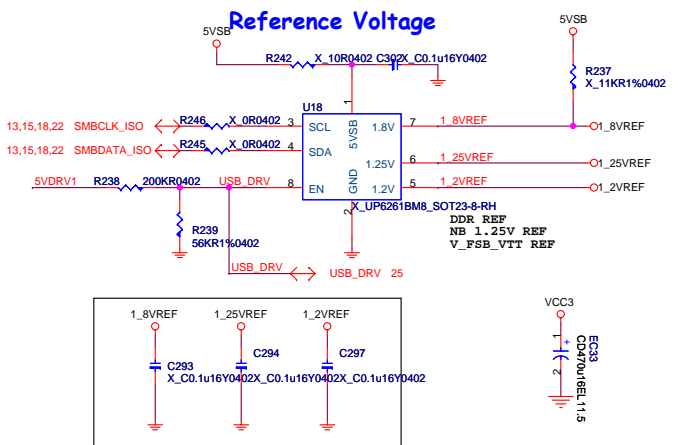 Reference Voltage
5VSB
5VSB
R242
X_10R0402
C302
X_C0.1u16Y0402
R237
X_11KR1%0402
U18
1
5VSB
13,15,18,22 SMBCLK_ISO
R246
X_0R0402
3
SCL
1.8V
7
1_8VREF
1_8VREF
13,15,18,22 SMBDATA_ISO
R245
X_0R0402
4
SDA
1.25V
6
1_25VREF
1_25VREF
5VDRV1
R238
200KR0402
USB_DRV
8
EN
GND
1.2V
5
1_2VREF
1_2VREF
2
X_UP6261BM8_SOT23-8-RH
R239
56KR1%0402
DDR REF
NB 1.25V REF
V_FSB_VTT REF
USB_DRV
USB_DRV 25
1_8VREF
1_25VREF
1_2VREF
C293
X_C0.1u16Y0402
C294
X_C0.1u16Y0402
C297
X_C0.1u16Y0402
VCC3
1
+
2
EC33
CD470u16EL11.5